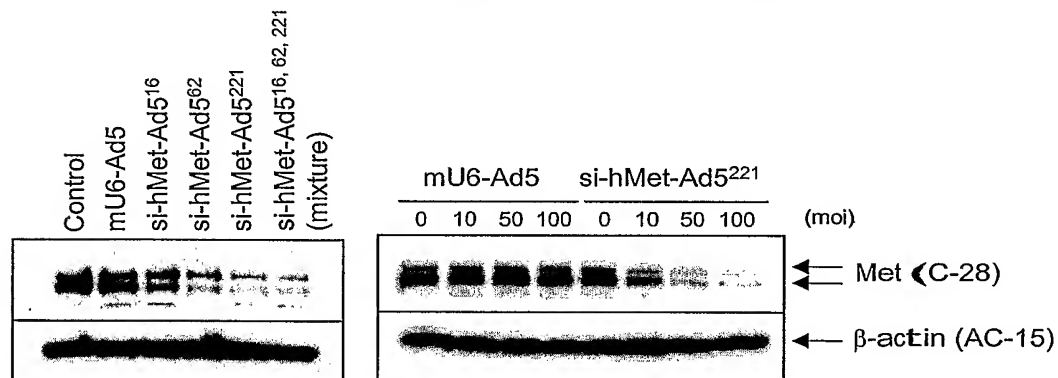 Control
mU6-Ad5
si-hMet-Ad5¹⁶
si-hMet-Ad5⁶²
si-hMet-Ad5²²¹
si-hMet-Ad5¹⁶, ⁶², ²²¹
(mixture)
mU6-Ad5 si-hMet-Ad5²²¹
0 10 50 100 0 10 50 100 (moi)
Met (C-28)
β-actin (AC-15)